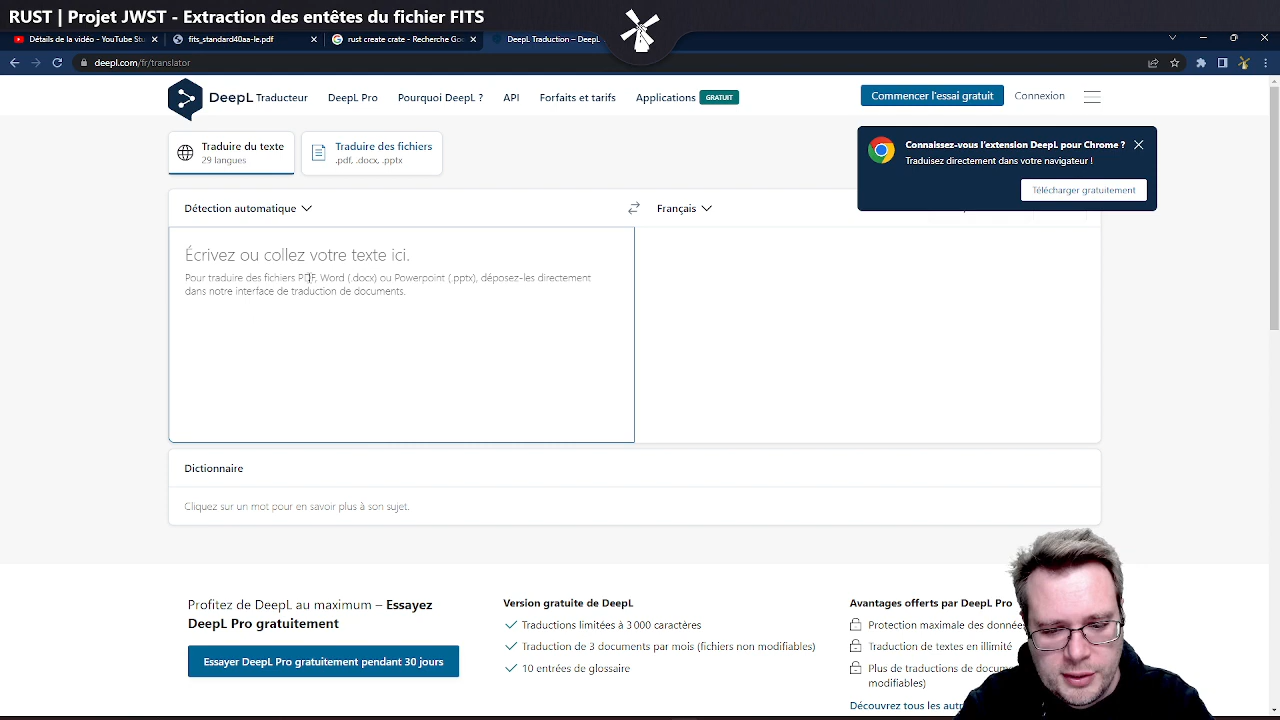 RUST | Projet JWST - Extraction des entêtes du fichier FITS
Détails de la vidéo - YouTube Stu
fits_standard40aa-le.pdf
rust create crate - Recherche Goo
DeepL Traduction – DeepL
deepl.com/fr/translator
DeepL Traducteur
DeepL Pro
Pourquoi DeepL ?
API
Forfaits et tarifs
Applications GRATUIT
Commencer l'essai gratuit
Connexion
Traduire du texte
29 langues
Traduire des fichiers
.pdf, .docx, .pptx
Connaissez-vous l'extension DeepL pour Chrome ?
Traduisez directement dans votre navigateur !
Télécharger gratuitement
Détection automatique
Français
Écrivez ou collez votre texte ici.
Pour traduire des fichiers PDF, Word (.docx) ou Powerpoint (.pptx), déposez-les directement
dans notre interface de traduction de documents.
Dictionnaire
Cliquez sur un mot pour en savoir plus à son sujet.
Profitez de DeepL au maximum – Essayez
DeepL Pro gratuitement
Essayer DeepL Pro gratuitement pendant 30 jours
Version gratuite de DeepL
Traductions limitées à 3 000 caractères
Traduction de 3 documents par mois (fichiers non modifiables)
10 entrées de glossaire
Avantages offerts par DeepL Pro
Protection maximale des donnée
Traduction de textes en illimité
Plus de traductions de docum
modifiables)
Découvrez tous les autr